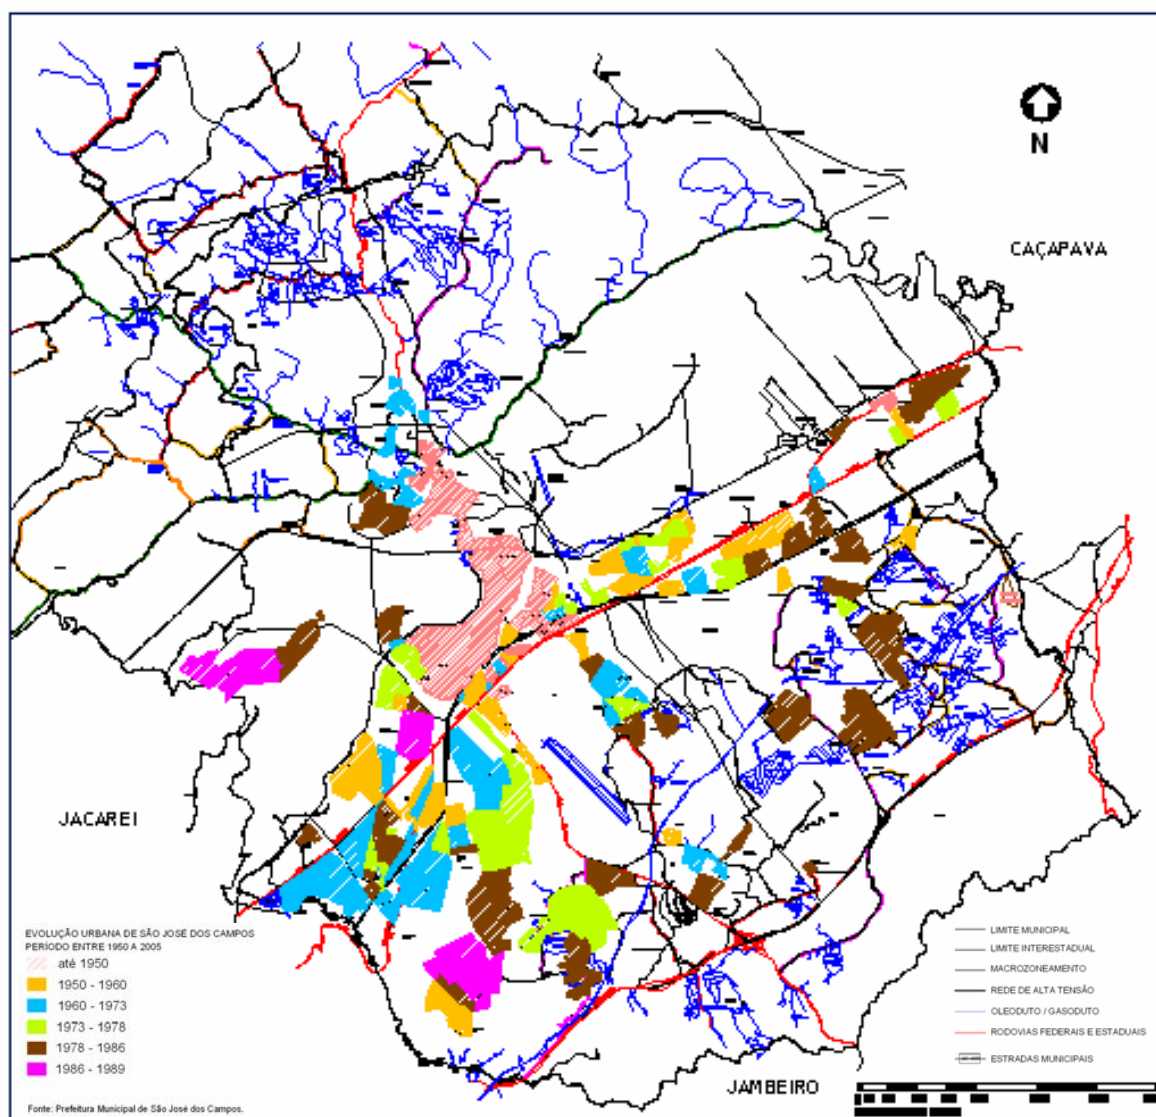 N
CAÇAPAVA
JACAREI
JAMBEIRO
EVOLUÇÃO URBANA DE SÃO JOSÉ DOS CAMPOS
PERÍODO ENTRE 1950 A 2005
até 1950
1950 - 1960
1960 - 1973
1973 - 1978
1978 - 1986
1986 - 1989
Fonte: Prefeitura Municipal de São José dos Campos.
LIMITE MUNICIPAL
LIMITE INTERESTADUAL
MACROZONEAMENTO
REDE DE ALTA TENSÃO
OLEODUTO / GASODUTO
RODOVIAS FEDERAIS E ESTADUAIS
ESTRADAS MUNICIPAIS